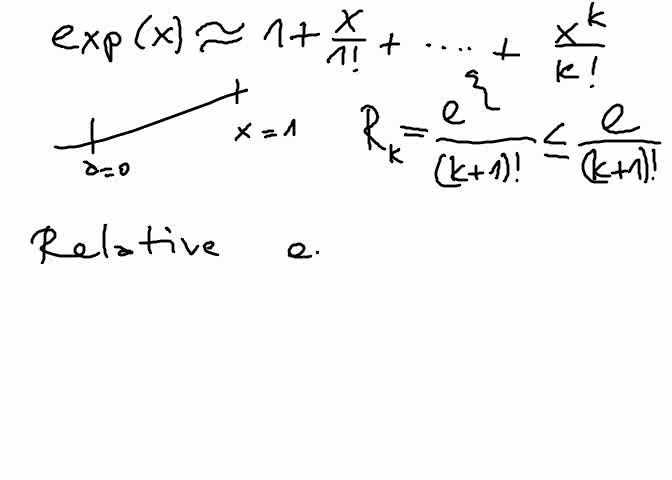 exp(x) ≈ 1 + x/1! + ···· + x^k/k!
a=0 x=1 R_k = e^ξ/(k+1)! ≤ e/(k+1)!
Relative e.